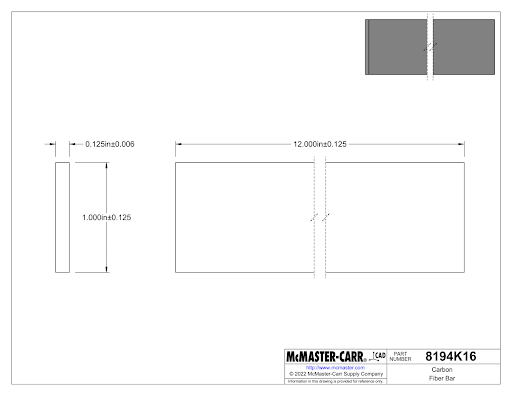 0.125in±0.006
12.000in±0.125
1.000in±0.125
McMASTER-CARR® CAD
PART
NUMBER
8194K16
http://www.mcmaster.com
© 2022 McMaster-Carr Supply Company
Information in this drawing is provided for reference only.
Carbon
Fiber Bar